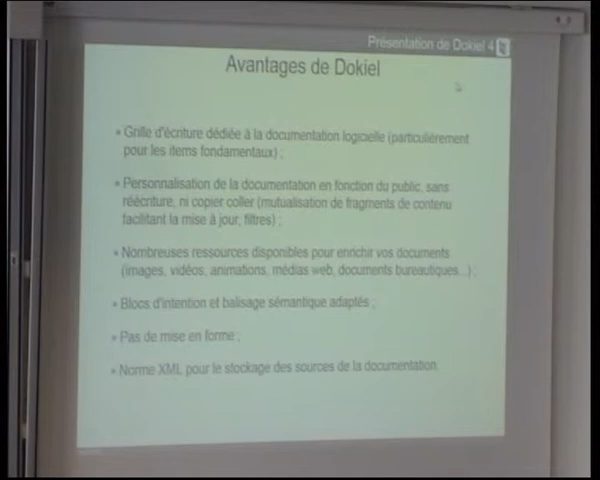 Présentation de Dokiel 4
Avantages de Dokiel
• Grille d'écriture dédiée à la documentation logicielle (particulièrement
pour les items fondamentaux) ;
• Personnalisation de la documentation en fonction du public, sans
réécriture, ni copier coller (mutualisation de fragments de contenu
facilitant la mise à jour, filtres) ;
• Nombreuses ressources disponibles pour enrichir vos documents
(images, vidéos, animations, médias web, documents bureautiques...) ;
• Blocs d'intention et balisage sémantique adaptés ;
• Pas de mise en forme ;
• Norme XML pour le stockage des sources de la documentation.